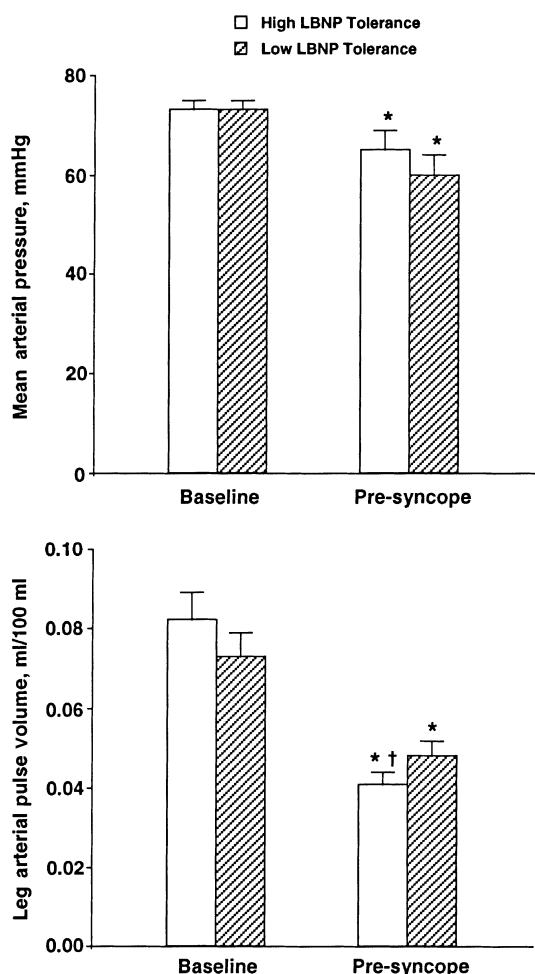 High LBNP Tolerance
Low LBNP Tolerance
Mean arterial pressure, mmHg
80
60
40
20
0
* *
Baseline Pre-syncope
Leg arterial pulse volume, ml/100 ml
0.10
0.08
0.06
0.04
0.02
0.00
* † *
Baseline Pre-syncope